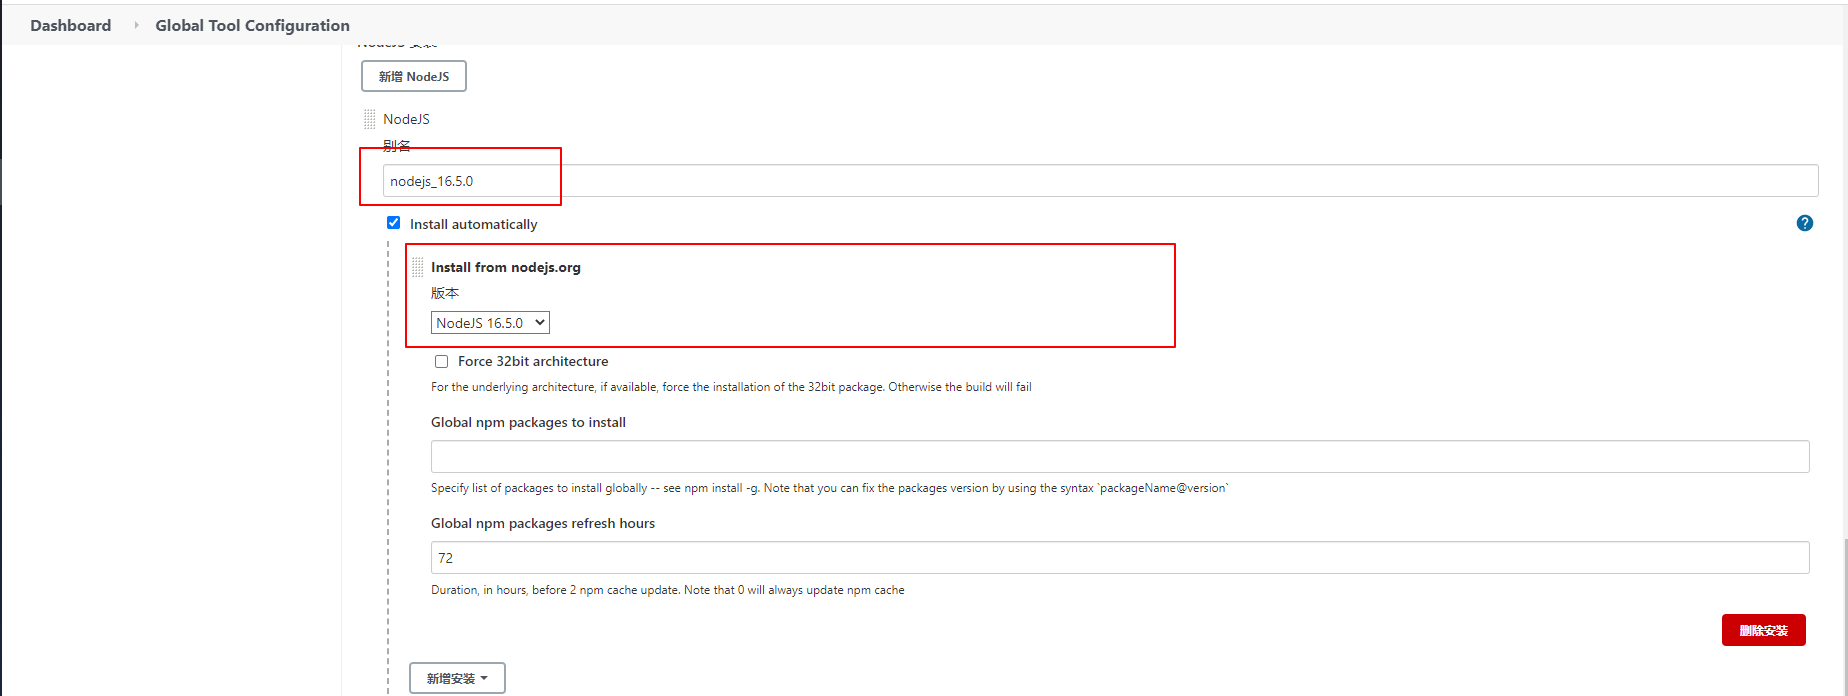 Dashboard
Global Tool Configuration
NodeJS 安装
新增 NodeJS
NodeJS
别名
nodejs_16.5.0
Install automatically
Install from nodejs.org
版本
NodeJS 16.5.0
Force 32bit architecture
For the underlying architecture, if available, force the installation of the 32bit package. Otherwise the build will fail
Global npm packages to install
Specify list of packages to install globally -- see npm install -g. Note that you can fix the packages version by using the syntax `packageName@version`
Global npm packages refresh hours
72
Duration, in hours, before 2 npm cache update. Note that 0 will always update npm cache
删除安装
新增安装